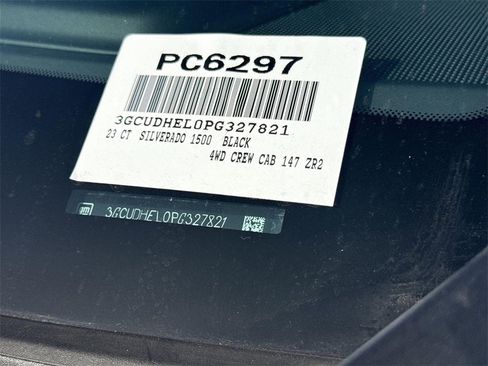 PC6297
3GCUDHEL0PG327821
23 CT SILVERADO 1500 BLACK
4WD CREW CAB 147 ZR2
3GCUDHEL0PG327821